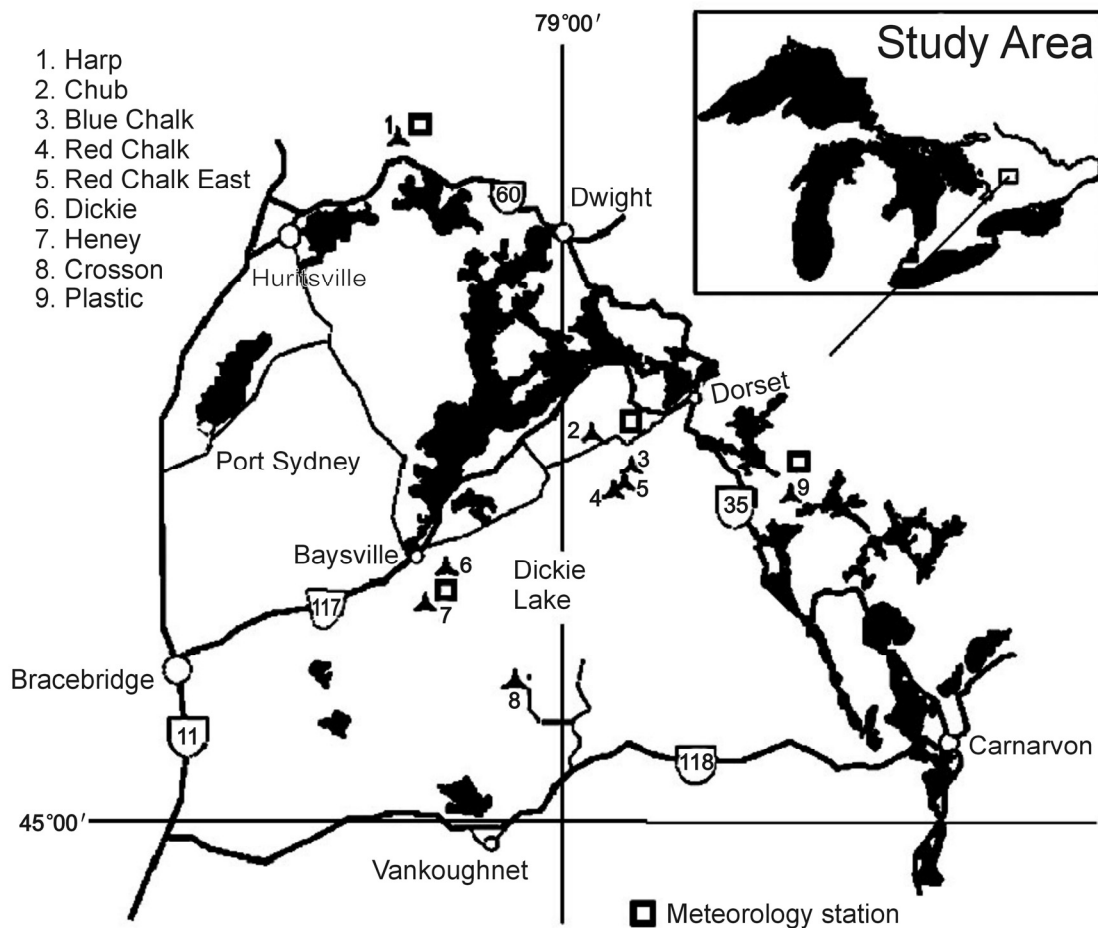 79°00′
Study Area
1. Harp
2. Chub
3. Blue Chalk
4. Red Chalk
5. Red Chalk East
6. Dickie
7. Heney
8. Crosson
9. Plastic
1
60
Dwight
Huritsville
Dorset
2
Port Sydney
3
4
5
9
35
Baysville
6
Dickie
Lake
117
7
Bracebridge
8
11
118
Carnarvon
45°00′
Vankoughnet
Meteorology station